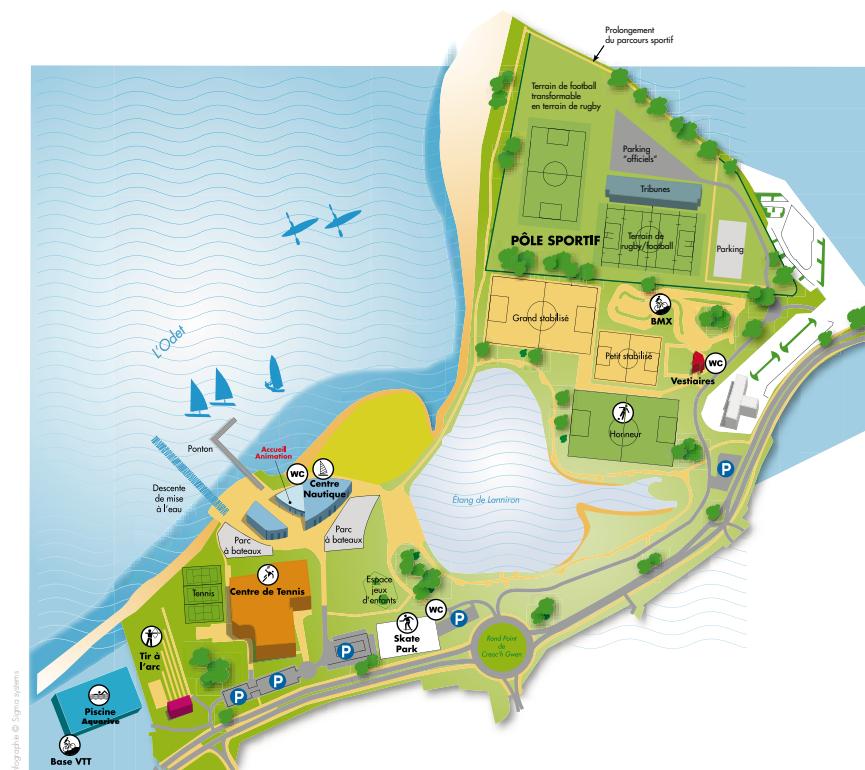 Prolongement
du parcours sportif
Terrain de football
transformable
en terrain de rugby
Parking
"officiels"
Tribunes
PÔLE SPORTIF
Terrain de
rugby/football
Parking
Grand stabilisé
BMX
Petit stabilisé
WC
Vestiaires
L'Odet
Honneur
Ponton
Accueil
Animation
WC
Centre
Nautique
P
Descente
de mise
à l'eau
Étang de Lanniron
Parc
à bateaux
Parc
à bateaux
Tennis
Centre de Tennis
Espace
jeux
d'enfants
WC
P
Skate
Park
Rond Point
de
Creac'h Gwen
Tir à
l'arc
P
P
P
Piscine
Aquarive
Base VTT
nfographie © Sigma systems